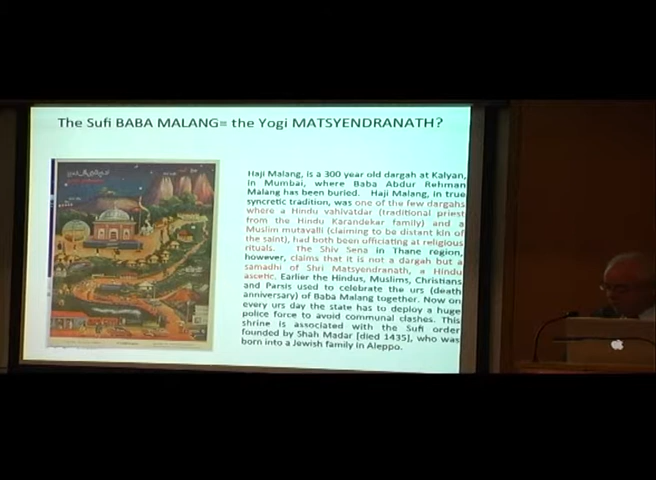 The Sufi BABA MALANG= the Yogi MATSYENDRANATH?
Haji Malang, is a 300 year old dargah at Kalyan,
in Mumbai, where Baba Abdur Rehman
Malang has been buried. Haji Malang, in true
syncretic tradition, was one of the few dargahs
where a Hindu vahivatdar (traditional priest
from the Hindu Karandekar family) and a
Muslim mutavalli (claiming to be distant kin of
the saint), had both been officiating at religious
rituals. The Shiv Sena in Thane region,
however, claims that it is not a dargah but a
samadhi of Shri Matsyendranath, a Hindu
ascetic. Earlier the Hindus, Muslims, Christians
and Parsis used to celebrate the urs (death
anniversary) of Baba Malang together. Now on
every urs day the state has to deploy a huge
police force to avoid communal clashes. This
shrine is associated with the Sufi order
founded by Shah Madar [died 1435], who was
born into a Jewish family in Aleppo.